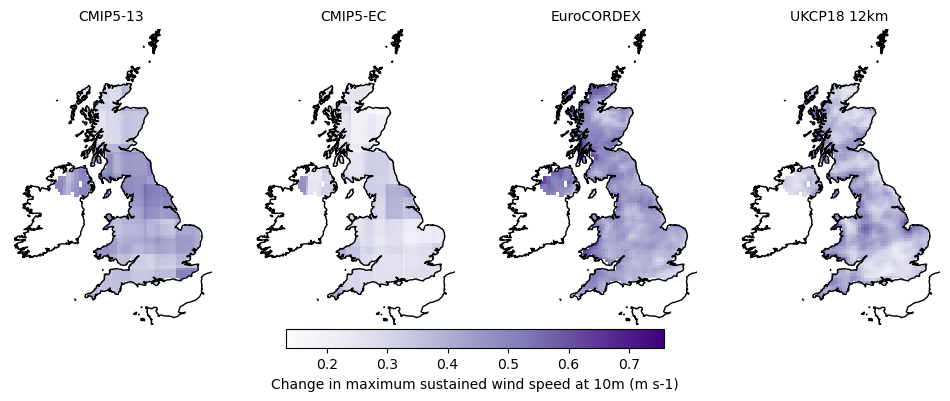 CMIP5-13
CMIP5-EC
EuroCORDEX
UKCP18 12km
0.2 0.3 0.4 0.5 0.6 0.7
Change in maximum sustained wind speed at 10m (m s-1)